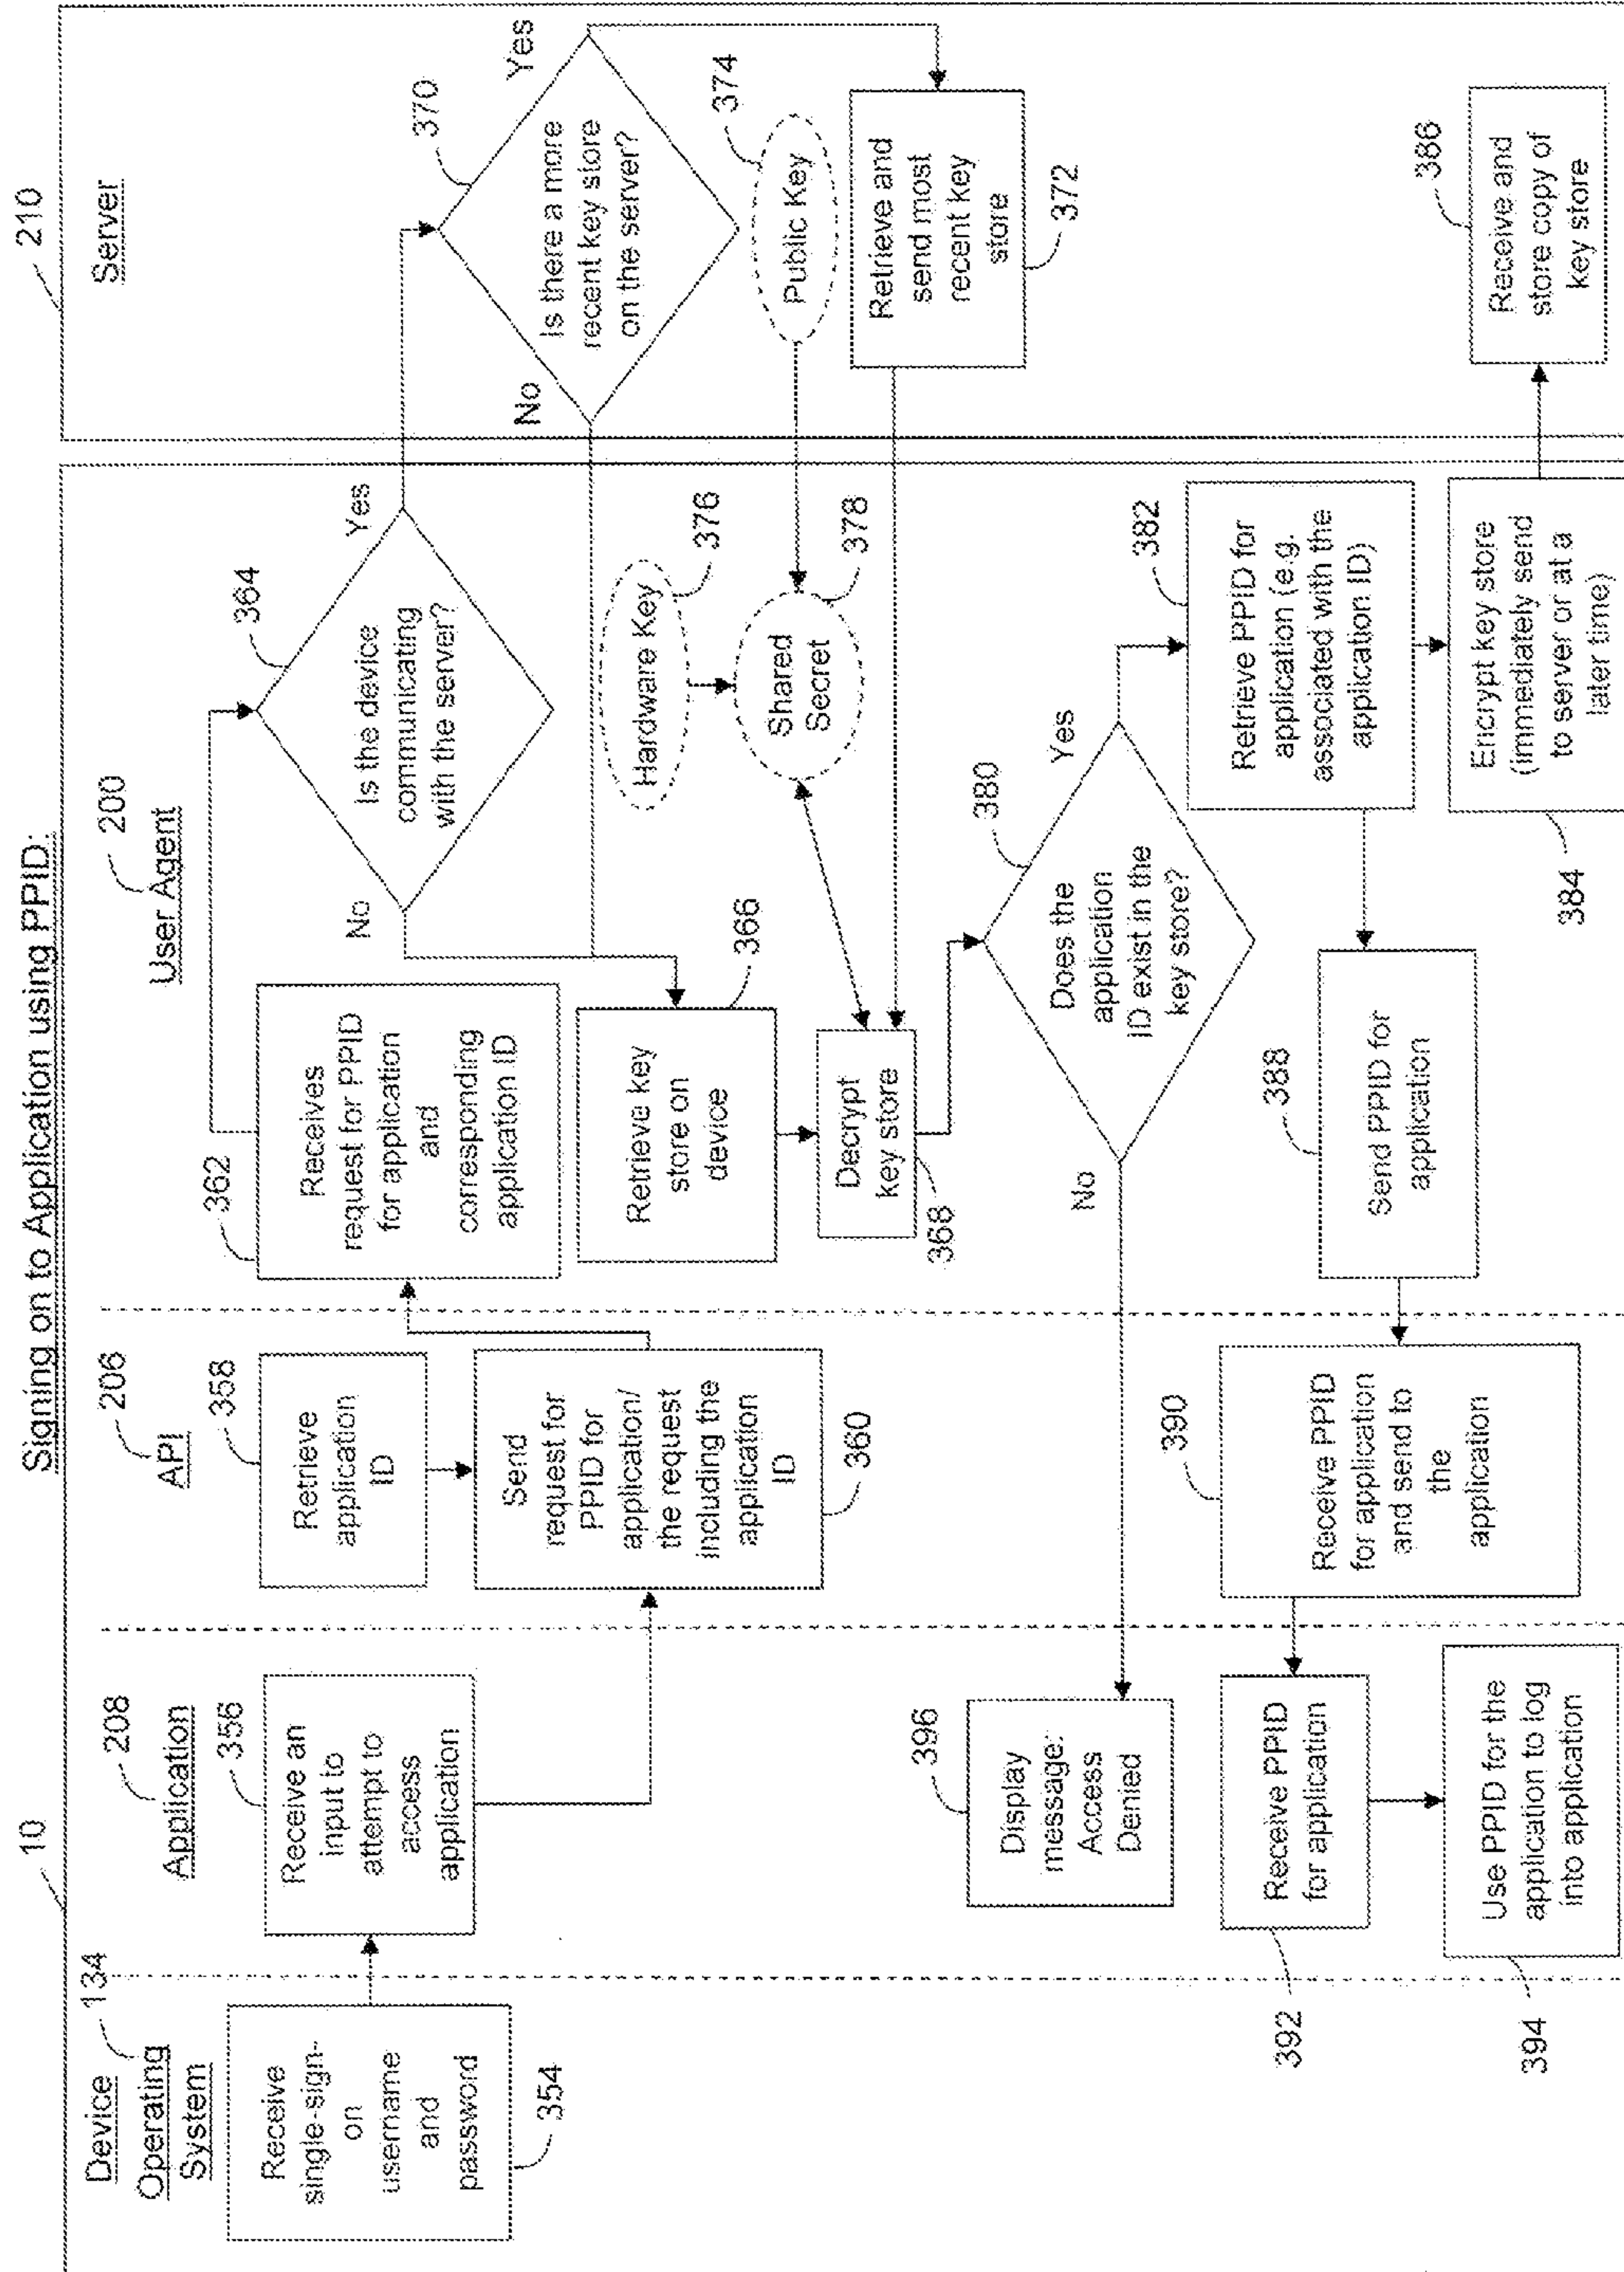 Signing on to Application using PPID:
10
210
Device
Operating
System
134
Application
208
API
206
User Agent
200
Server
Receive
single-sign-
on
username
and
password
354
356
Receive an
input to
attempt to
access
application
358
Retrieve
application
ID
Send
request for
PPID for
application/
the request
including the
application
ID
360
362
Receives
request for PPID
for application
and
corresponding
application ID
364
Is the device
communicating
with the server?
No
Yes
370
Is there a more
recent key store
on the server?
No
Yes
Retrieve key
store on
device
366
Hardware Key
376
Public Key
374
Shared
Secret
378
Decrypt
key store
368
Retrieve and
send most
recent key
store
372
380
Does the
application
ID exist in the
key store?
No
Yes
396
Display
message:
Access
Denied
382
Retrieve PPID for
application (e.g.
associated with the
application ID)
388
Send PPID for
application
390
Receive PPID
for application
and send to
the
application
Receive PPID
for application
392
Use PPID for the
application to log
into application
394
Encrypt key store
(immediately send
to server or at a
later time)
384
386
Receive and
store copy of
key store